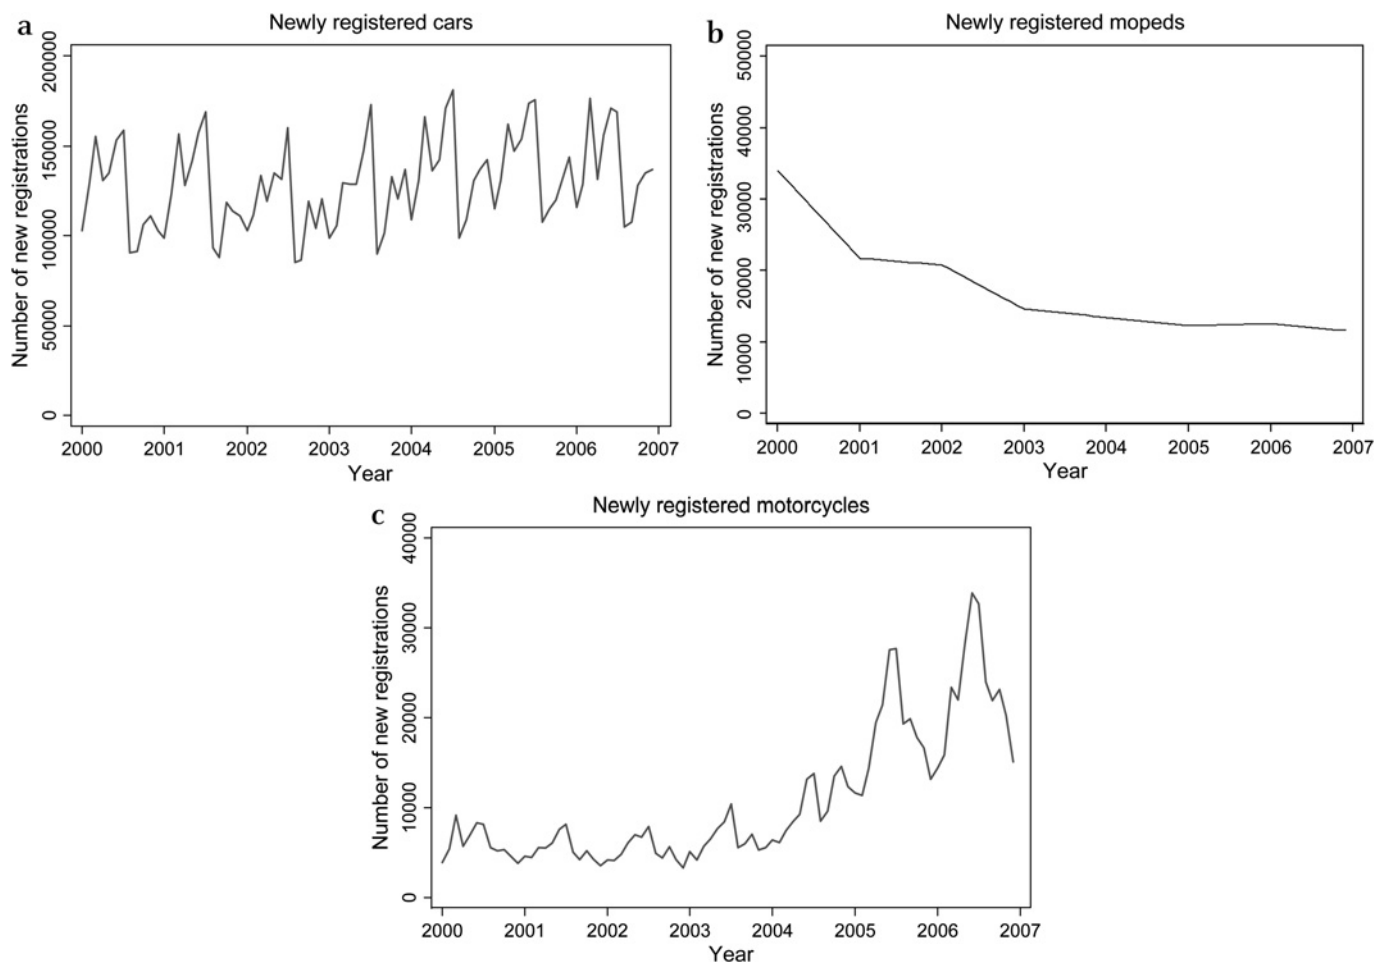 a
Newly registered cars
Number of new registrations
200000
150000
100000
50000
0
2000 2001 2002 2003 2004 2005 2006 2007
Year
b
Newly registered mopeds
Number of new registrations
50000
40000
30000
20000
10000
0
2000 2001 2002 2003 2004 2005 2006 2007
Year
c
Newly registered motorcycles
Number of new registrations
40000
30000
20000
10000
0
2000 2001 2002 2003 2004 2005 2006 2007
Year